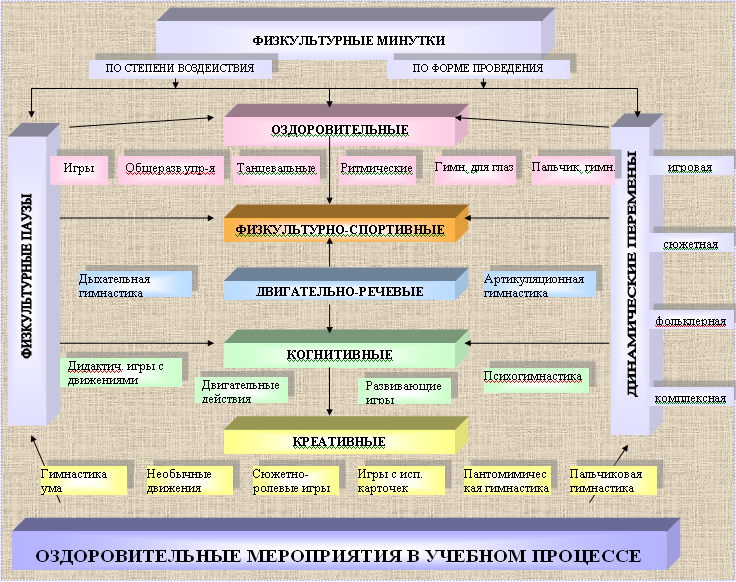 ФИЗКУЛЬТУРНЫЕ МИНУТКИ
ПО СТЕПЕНИ ВОЗДЕЙСТВИЯ
ПО ФОРМЕ ПРОВЕДЕНИЯ
ОЗДОРОВИТЕЛЬНЫЕ
Игры
Общеразв.упр-я
Танцевальные
Ритмические
Гимн. для глаз
Пальчик. гимн.
игровая
ФИЗКУЛЬТУРНЫЕ ПАУЗЫ
ДИНАМИЧЕСКИЕ ПЕРЕМЕНЫ
ФИЗКУЛЬТУРНО-СПОРТИВНЫЕ
сюжетная
Дыхательная
гимнастика
ДВИГАТЕЛЬНО-РЕЧЕВЫЕ
Артикуляционная
гимнастика
фольклерная
КОГНИТИВНЫЕ
Дидактич. игры с
движениями
Двигательные
действия
Развивающие
игры
Психогимнастика
комплексная
КРЕАТИВНЫЕ
Гимнастика
ума
Необычные
движения
Сюжетно-
ролевые игры
Игры с исп.
карточек
Пантомимичес
кая гимнастика
Пальчиковая
гимнастика
ОЗДОРОВИТЕЛЬНЫЕ МЕРОПРИЯТИЯ В УЧЕБНОМ ПРОЦЕССЕ